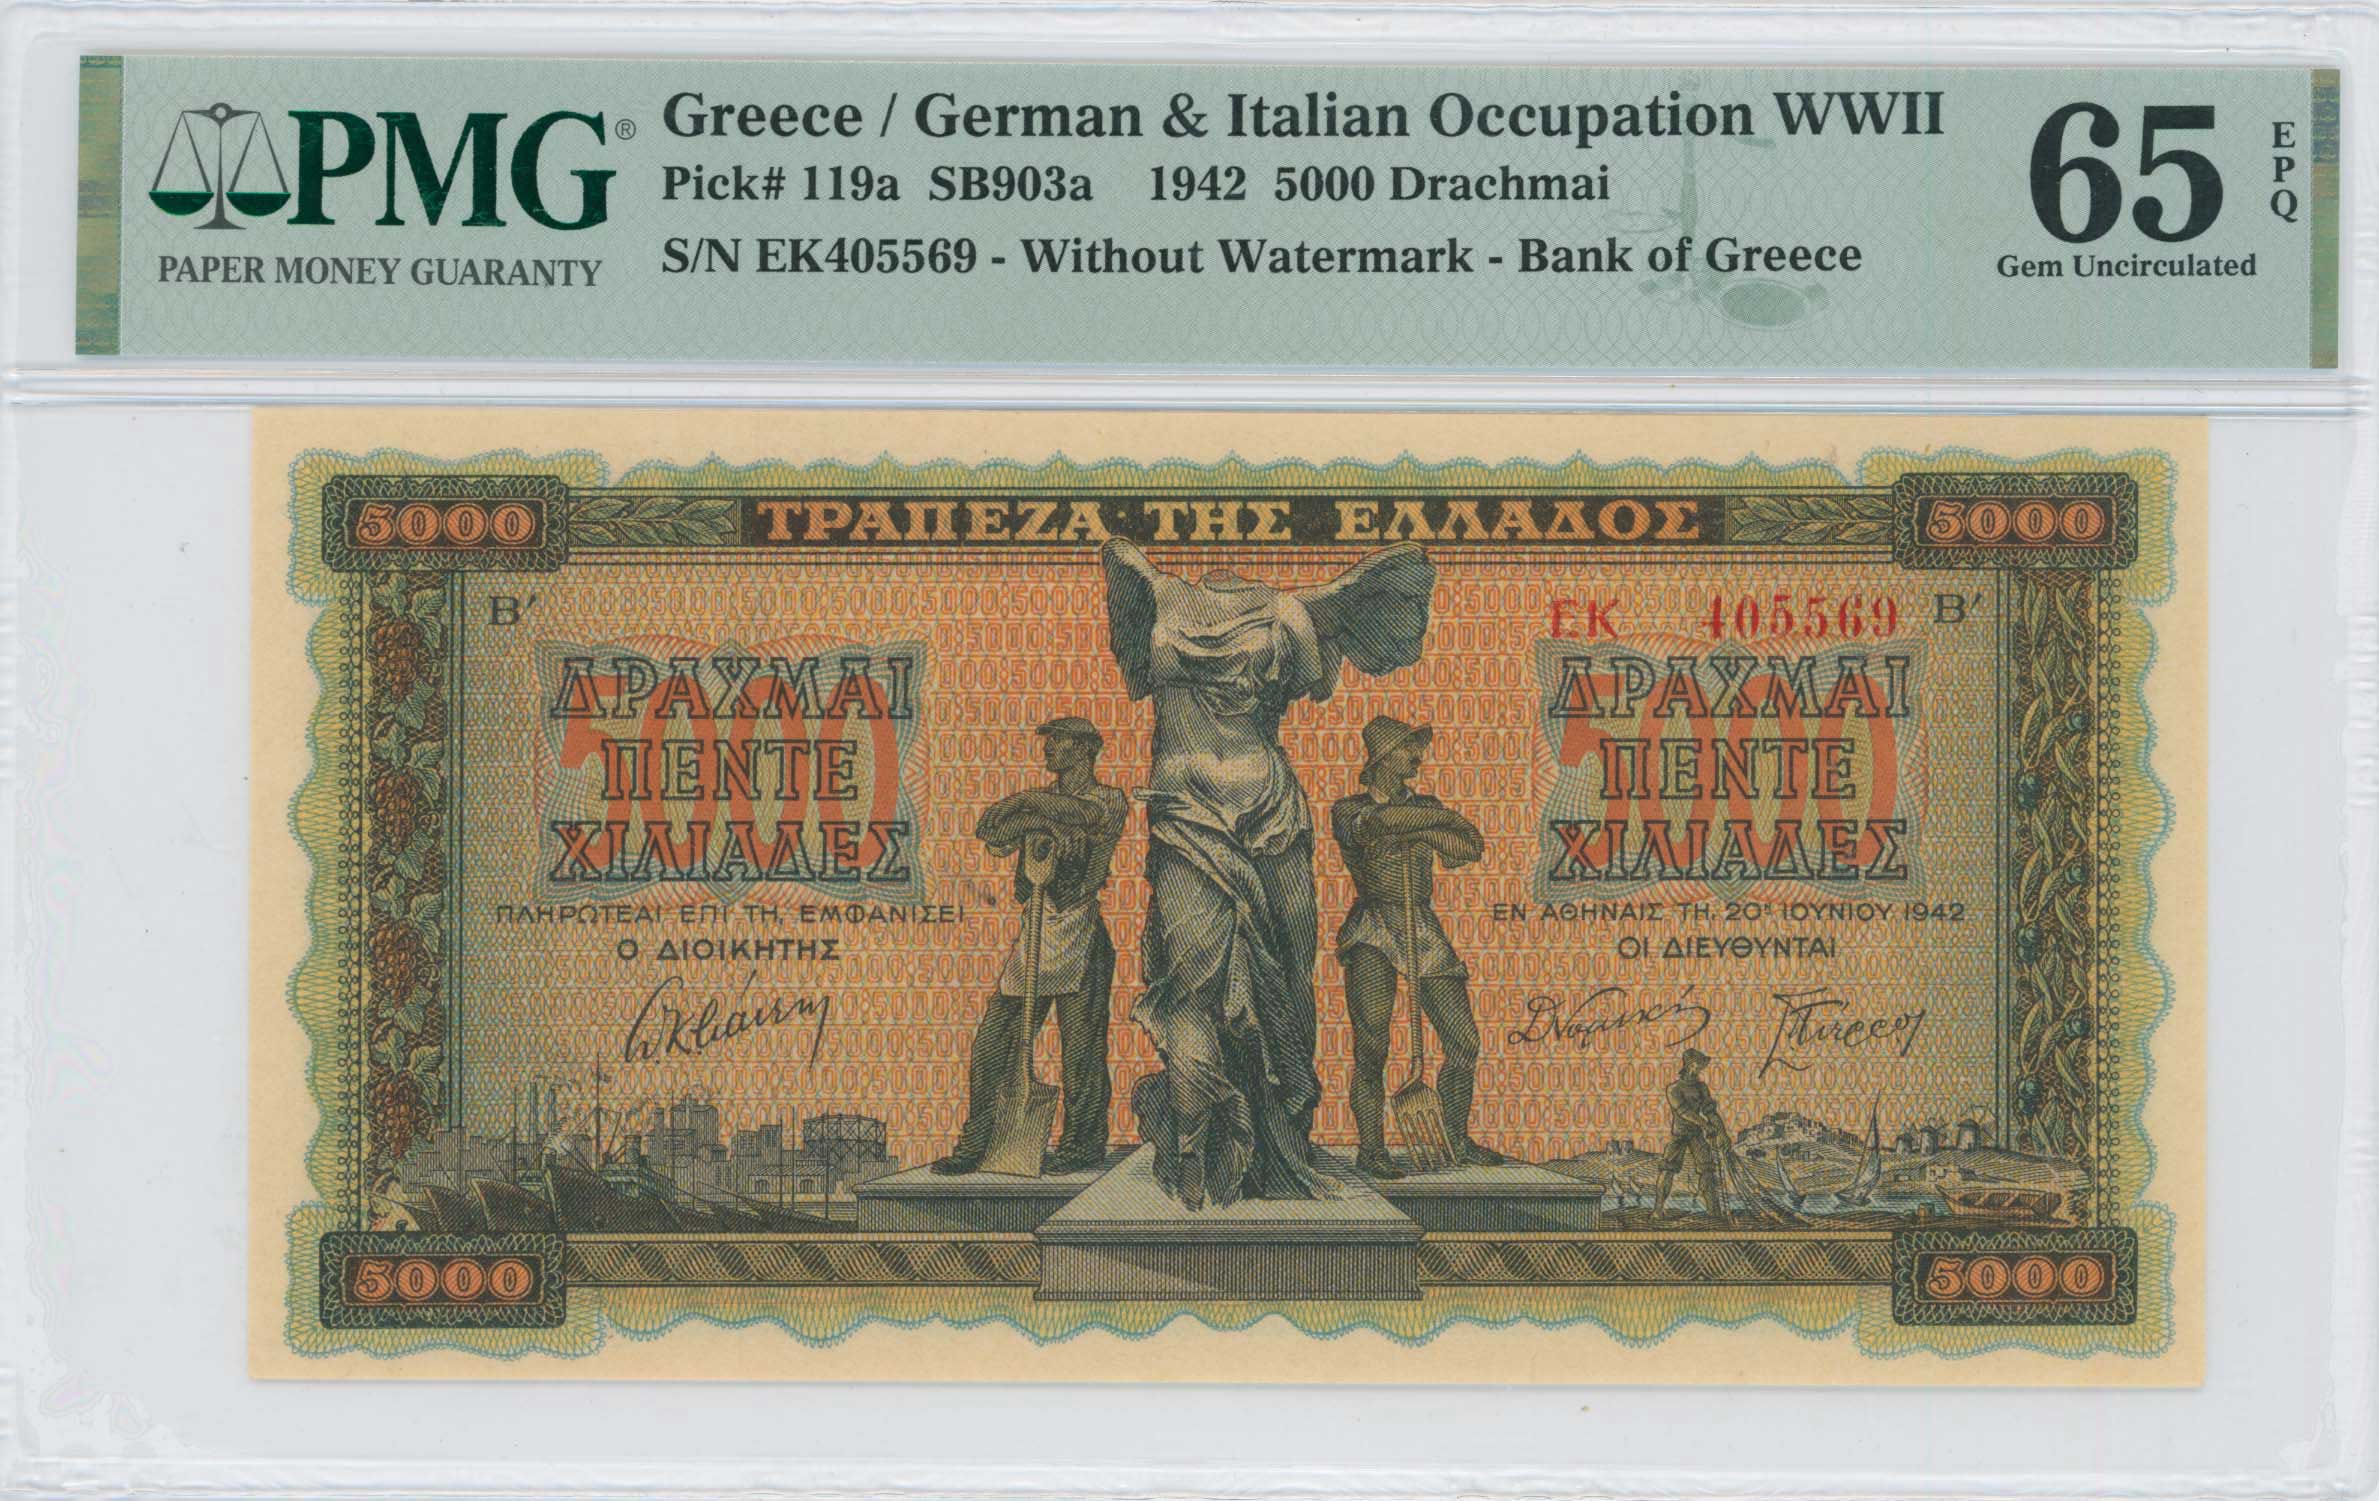 PMG®
PAPER MONEY GUARANTY
Greece / German & Italian Occupation WWII
Pick# 119a SB903a 1942 5000 Drachmai
S/N EK405569 - Without Watermark - Bank of Greece
65
EPQ
Gem Uncirculated
5000 ΤΡΑΠΕΖΑ ΤΗΣ ΕΛΛΑΔΟΣ 5000
Β′ ΕΚ 405569 Β′
5000
ΔΡΑΧΜΑΙ
ΠΕΝΤΕ
ΧΙΛΙΑΔΕΣ
ΠΛΗΡΩΤΕΑΙ ΕΠΙ ΤΗ, ΕΜΦΑΝΙΣΕΙ
Ο ΔΙΟΙΚΗΤΗΣ
5000
ΔΡΑΧΜΑΙ
ΠΕΝΤΕ
ΧΙΛΙΑΔΕΣ
ΕΝ ΑΘΗΝΑΙΣ ΤΗ, 20ῌ ΙΟΥΝΙΟΥ 1942
ΟΙ ΔΙΕΥΘΥΝΤΑΙ
5000 5000